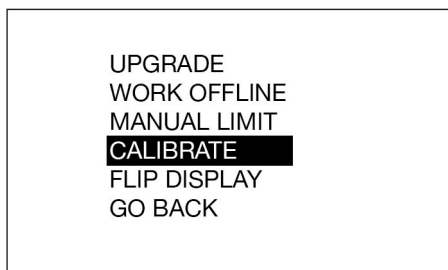 UPGRADE
WORK OFFLINE
MANUAL LIMIT
CALIBRATE
FLIP DISPLAY
GO BACK